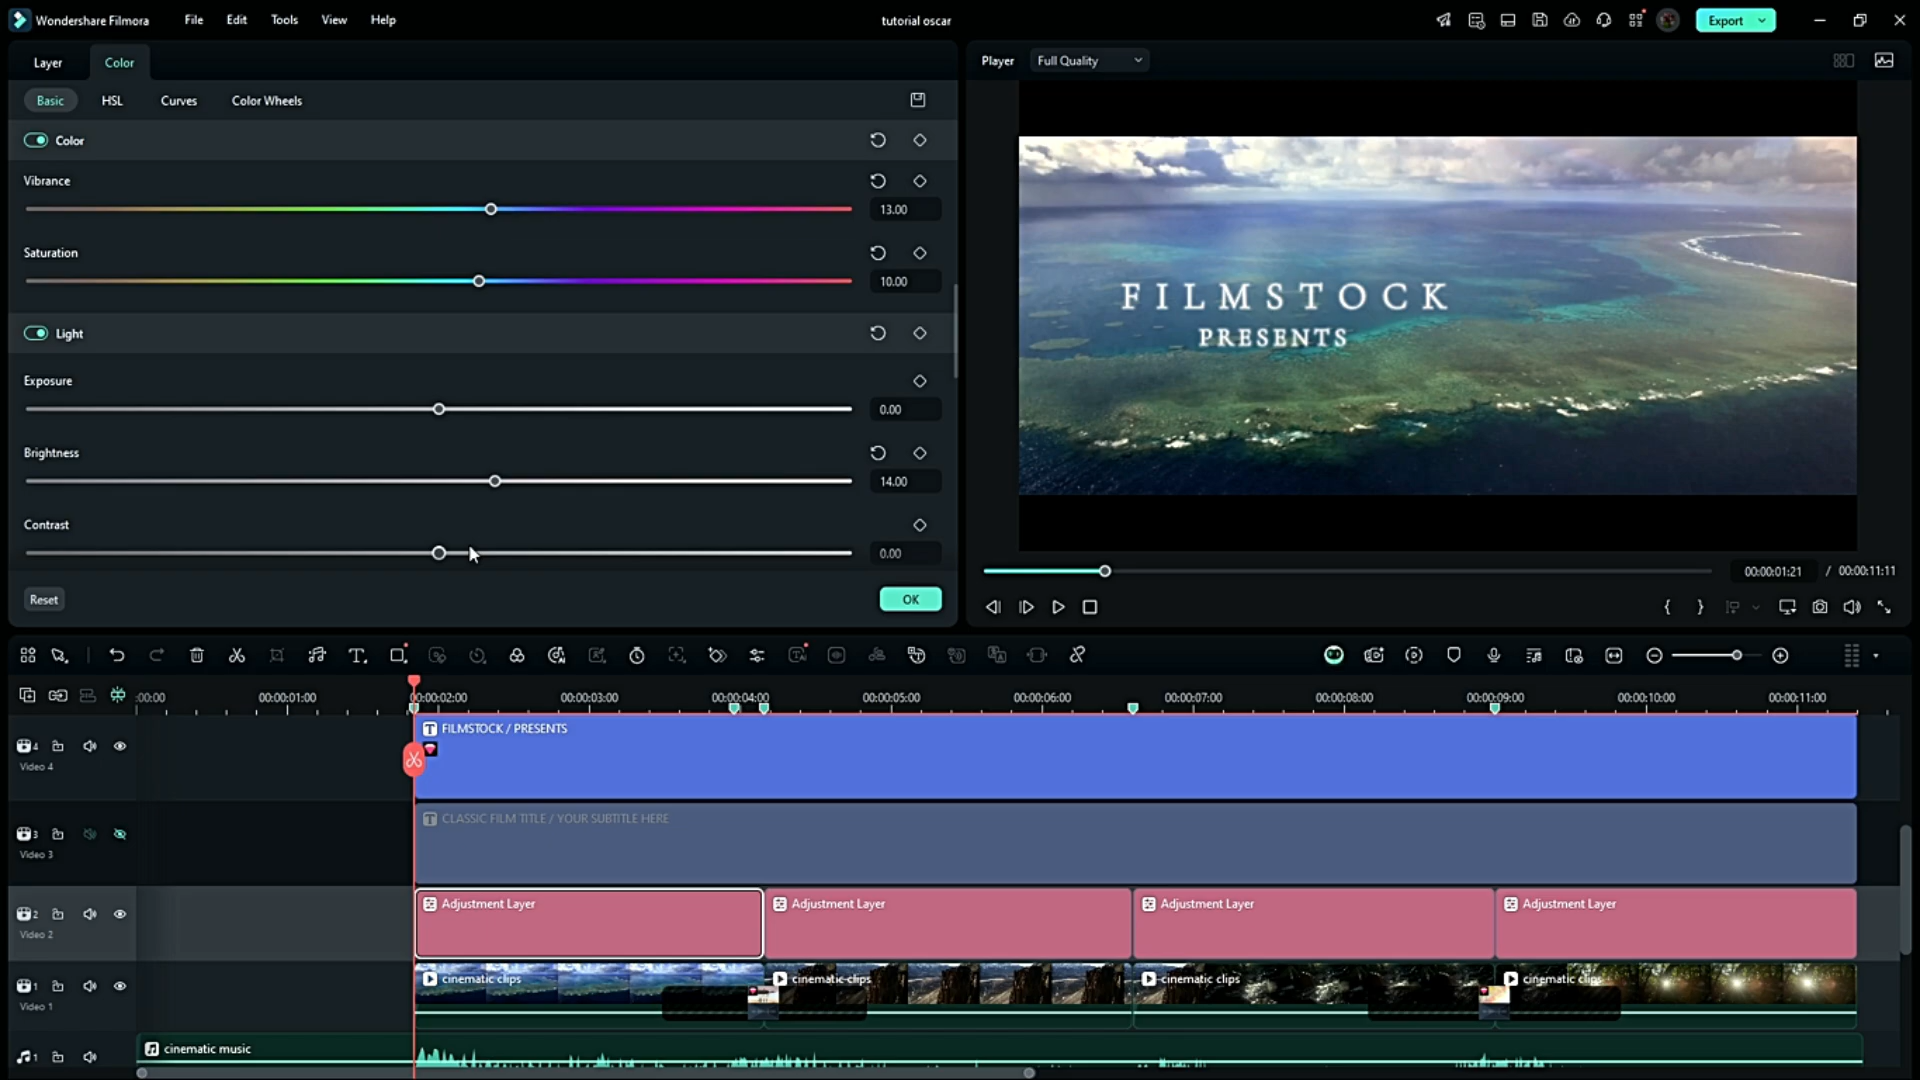 Wondershare Filmora File Edit Tools View Help tutorial oscar Export
Layer Color Player Full Quality
Basic HSL Curves Color Wheels
Color
Vibrance
13.00
Saturation
10.00
Light
Exposure
0.00
Brightness
14.00
Contrast
0.00
Reset OK
FILMSTOCK
PRESENTS
00:00:01:21 / 00:00:11:11
:00:00 00:00:01:00 00:00:02:00 00:00:03:00 00:00:04:00 00:00:05:00 00:00:06:00 00:00:07:00 00:00:08:00 00:00:09:00 00:00:10:00 00:00:11:00
4 FILMSTOCK / PRESENTS
Video 4
3 CLASSIC FILM TITLE / YOUR SUBTITLE HERE
Video 3
2 Adjustment Layer Adjustment Layer Adjustment Layer Adjustment Layer
Video 2
1 cinematic clips cinematic clips cinematic clips cinematic clips
Video 1
1 cinematic music